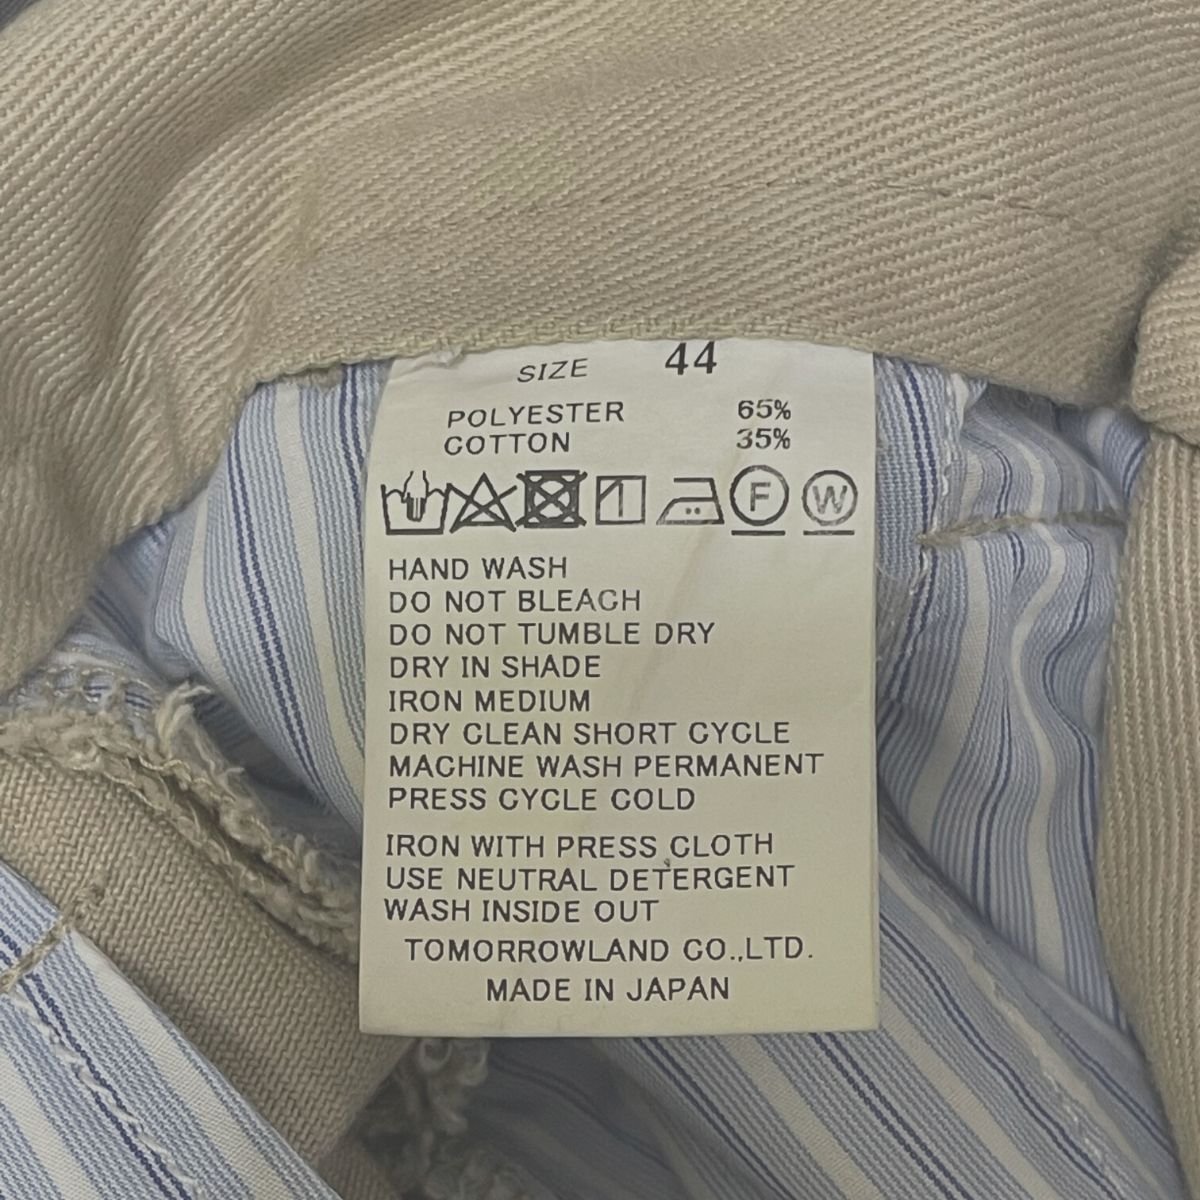 SIZE 44
POLYESTER 65%
COTTON 35%
F W
HAND WASH
DO NOT BLEACH
DO NOT TUMBLE DRY
DRY IN SHADE
IRON MEDIUM
DRY CLEAN SHORT CYCLE
MACHINE WASH PERMANENT
PRESS CYCLE COLD
IRON WITH PRESS CLOTH
USE NEUTRAL DETERGENT
WASH INSIDE OUT
TOMORROWLAND CO.,LTD.
MADE IN JAPAN